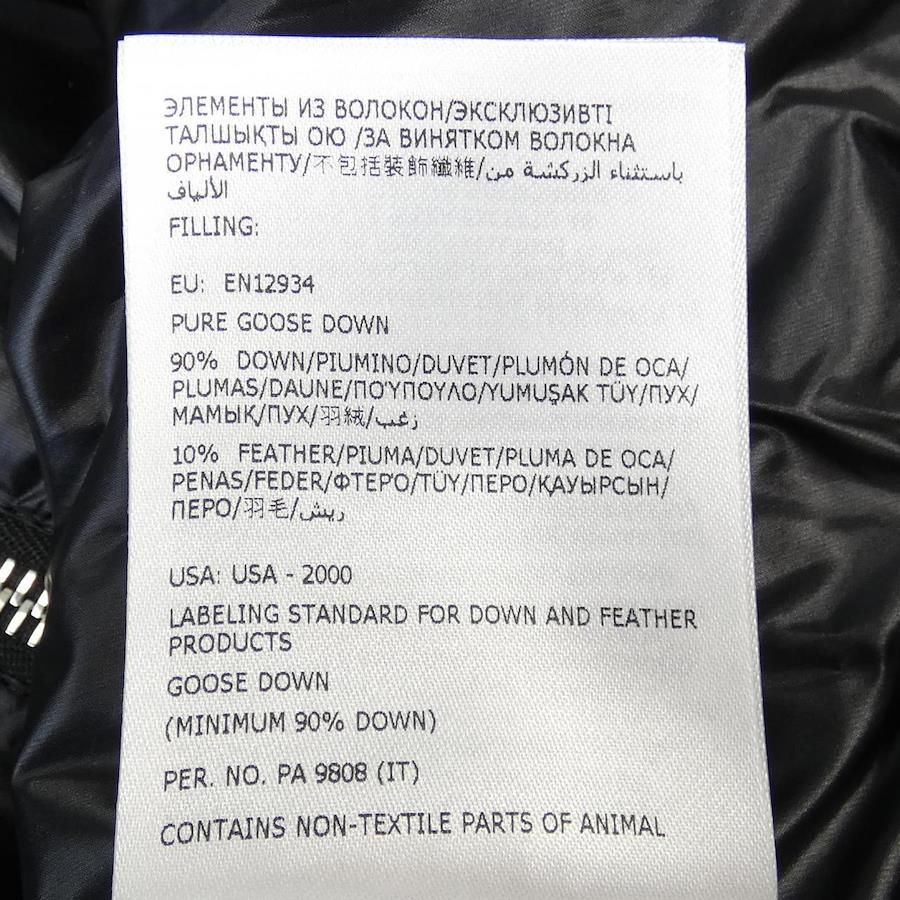 ЭЛЕМЕНТЫ ИЗ ВОЛОКОН/ЭКСКЛЮЗИВТІ
ТАЛШЫҚТЫ ОЮ /ЗА ВИНЯТКОМ ВОЛОКНА
ОРНАМЕНТУ/不包括裝飾纖維/باستثناء الزركشة من
الألياف
FILLING:
EU: EN12934
PURE GOOSE DOWN
90% DOWN/PIUMINO/DUVET/PLUMÓN DE OCA/
PLUMAS/DAUNE/ΠΟΎΠΟΥΛΟ/YUMUŞAK TÜY/ПУХ/
МАМЫҚ/ПУХ/羽絨/زغب
10% FEATHER/PIUMA/DUVET/PLUMA DE OCA/
PENAS/FEDER/ΦΤΕΡΌ/TÜY/ПЕРО/ҚАУЫРСЫН/
ПЕРО/羽毛/ريش
USA: USA - 2000
LABELING STANDARD FOR DOWN AND FEATHER
PRODUCTS
GOOSE DOWN
(MINIMUM 90% DOWN)
PER. NO. PA 9808 (IT)
CONTAINS NON-TEXTILE PARTS OF ANIMAL